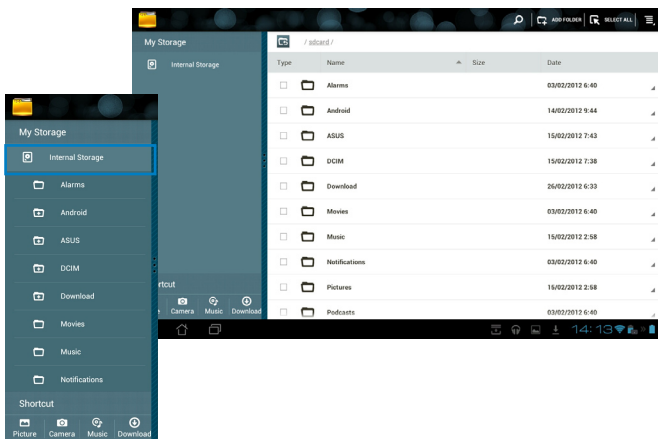 ADD FOLDER SELECT ALL
My Storage
Internal Storage
/ sdcard /
Type Name Size Date
Alarms 03/02/2012 6:40
Android 14/02/2012 9:44
ASUS 15/02/2012 7:43
DCIM 15/02/2012 7:38
Download 26/02/2012 6:33
Movies 03/02/2012 6:40
Music 15/02/2012 2:58
Notifications 03/02/2012 6:40
Pictures 15/02/2012 2:58
Podcasts 03/02/2012 6:40
rtcut
e Camera Music Download
14:13
My Storage
Internal Storage
Alarms
Android
ASUS
DCIM
Download
Movies
Music
Notifications
Shortcut
Picture Camera Music Download